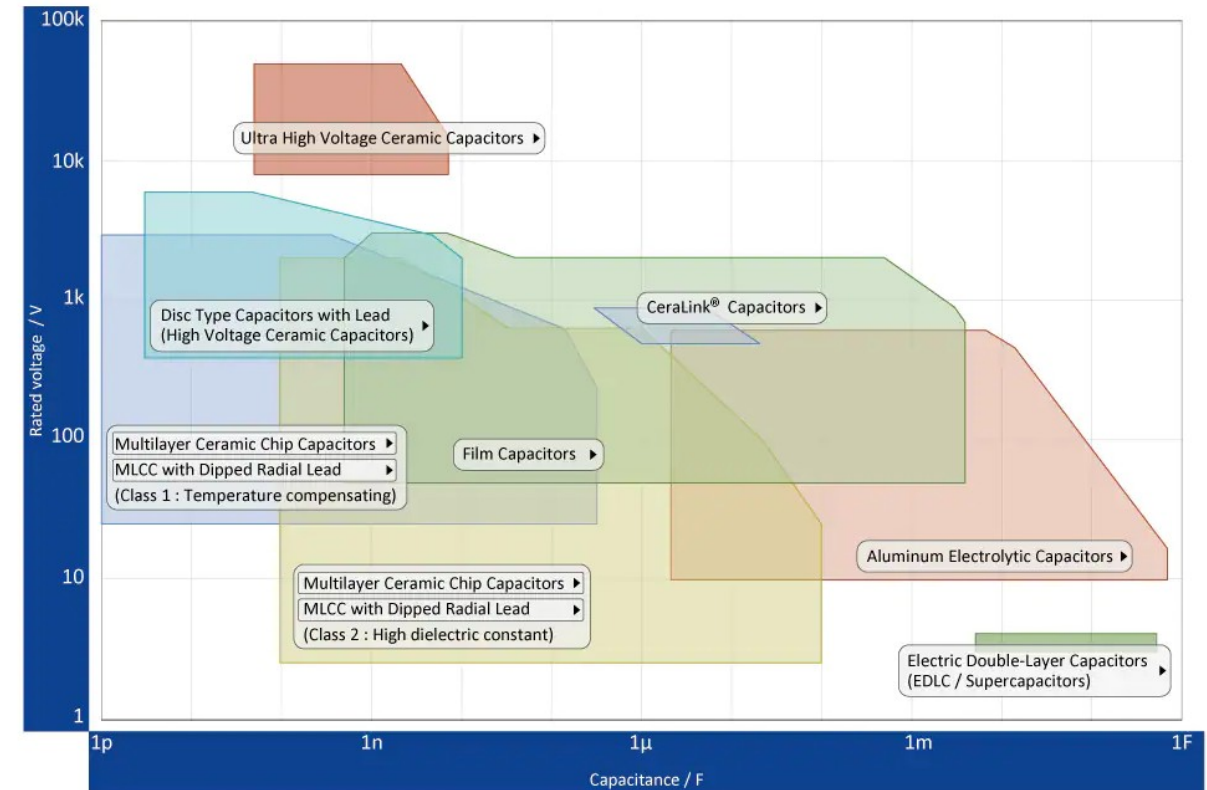 100k
Ultra High Voltage Ceramic Capacitors
10k
1k
CeraLink® Capacitors
Disc Type Capacitors with Lead
(High Voltage Ceramic Capacitors)
Rated voltage / V
100
Multilayer Ceramic Chip Capacitors
MLCC with Dipped Radial Lead
(Class 1 : Temperature compensating)
Film Capacitors
Aluminum Electrolytic Capacitors
10
Multilayer Ceramic Chip Capacitors
MLCC with Dipped Radial Lead
(Class 2 : High dielectric constant)
Electric Double-Layer Capacitors
(EDLC / Supercapacitors)
1
1p
1n
1µ
1m
1F
Capacitance / F